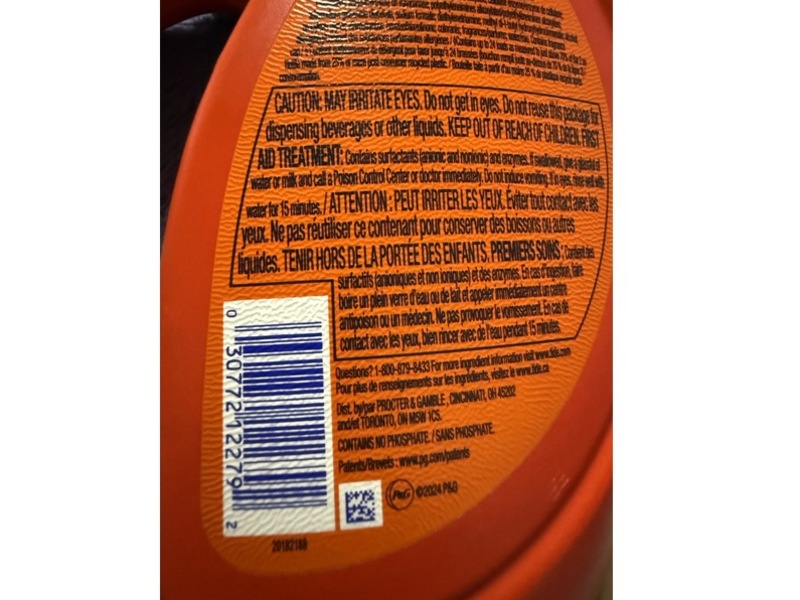 CAUTION: MAY IRRITATE EYES. Do not get in eyes. Do not reuse this package for
dispensing beverages or other liquids. KEEP OUT OF REACH OF CHILDREN. FIRST
AID TREATMENT: Contains surfactants (anionic and nonionic) and enzymes. If swallowed, give a glassful of
water or milk and call a Poison Control Center or doctor immediately. Do not induce vomiting. If in eyes, rinse well with
water for 15 minutes. / ATTENTION : PEUT IRRITER LES YEUX. Éviter tout contact avec les
yeux. Ne pas réutiliser ce contenant pour conserver des boissons ou autres
liquides. TENIR HORS DE LA PORTÉE DES ENFANTS. PREMIERS SOINS : Contient des
surfactifs (anioniques et non ioniques) et des enzymes. En cas d'ingestion, faire
boire un plein verre d'eau ou de lait et appeler immédiatement un centre
antipoison ou un médecin. Ne pas provoquer le vomissement. En cas de
contact avec les yeux, bien rincer avec de l'eau pendant 15 minutes.
Questions? 1-800-879-8433 For more ingredient information visit www.tide.com
Pour plus de renseignements sur les ingrédients, visitez le www.tide.ca
Dist. by/par PROCTER & GAMBLE, CINCINNATI, OH 45202
and/et TORONTO, ON M5W 1C5.
CONTAINS NO PHOSPHATE. / SANS PHOSPHATE.
Patents/Brevets : www.pg.com/patents
P&G ©2024 P&G
0 30772 12279 2
20182188